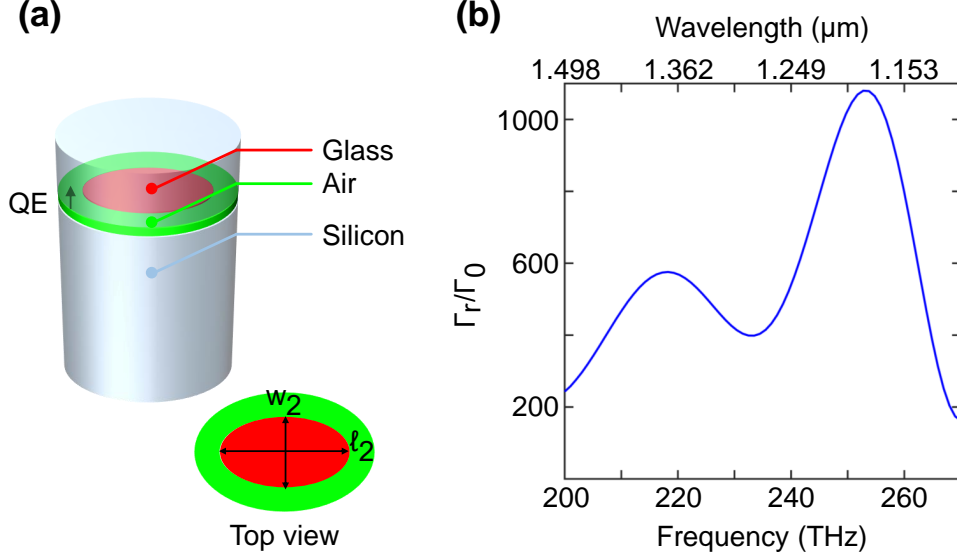 (a)
Glass
Air
QE
Silicon
w2
ℓ2
Top view
(b)
Wavelength (μm)
1.498 1.362 1.249 1.153
1000
600
200
Γr/Γ0
200 220 240 260
Frequency (THz)